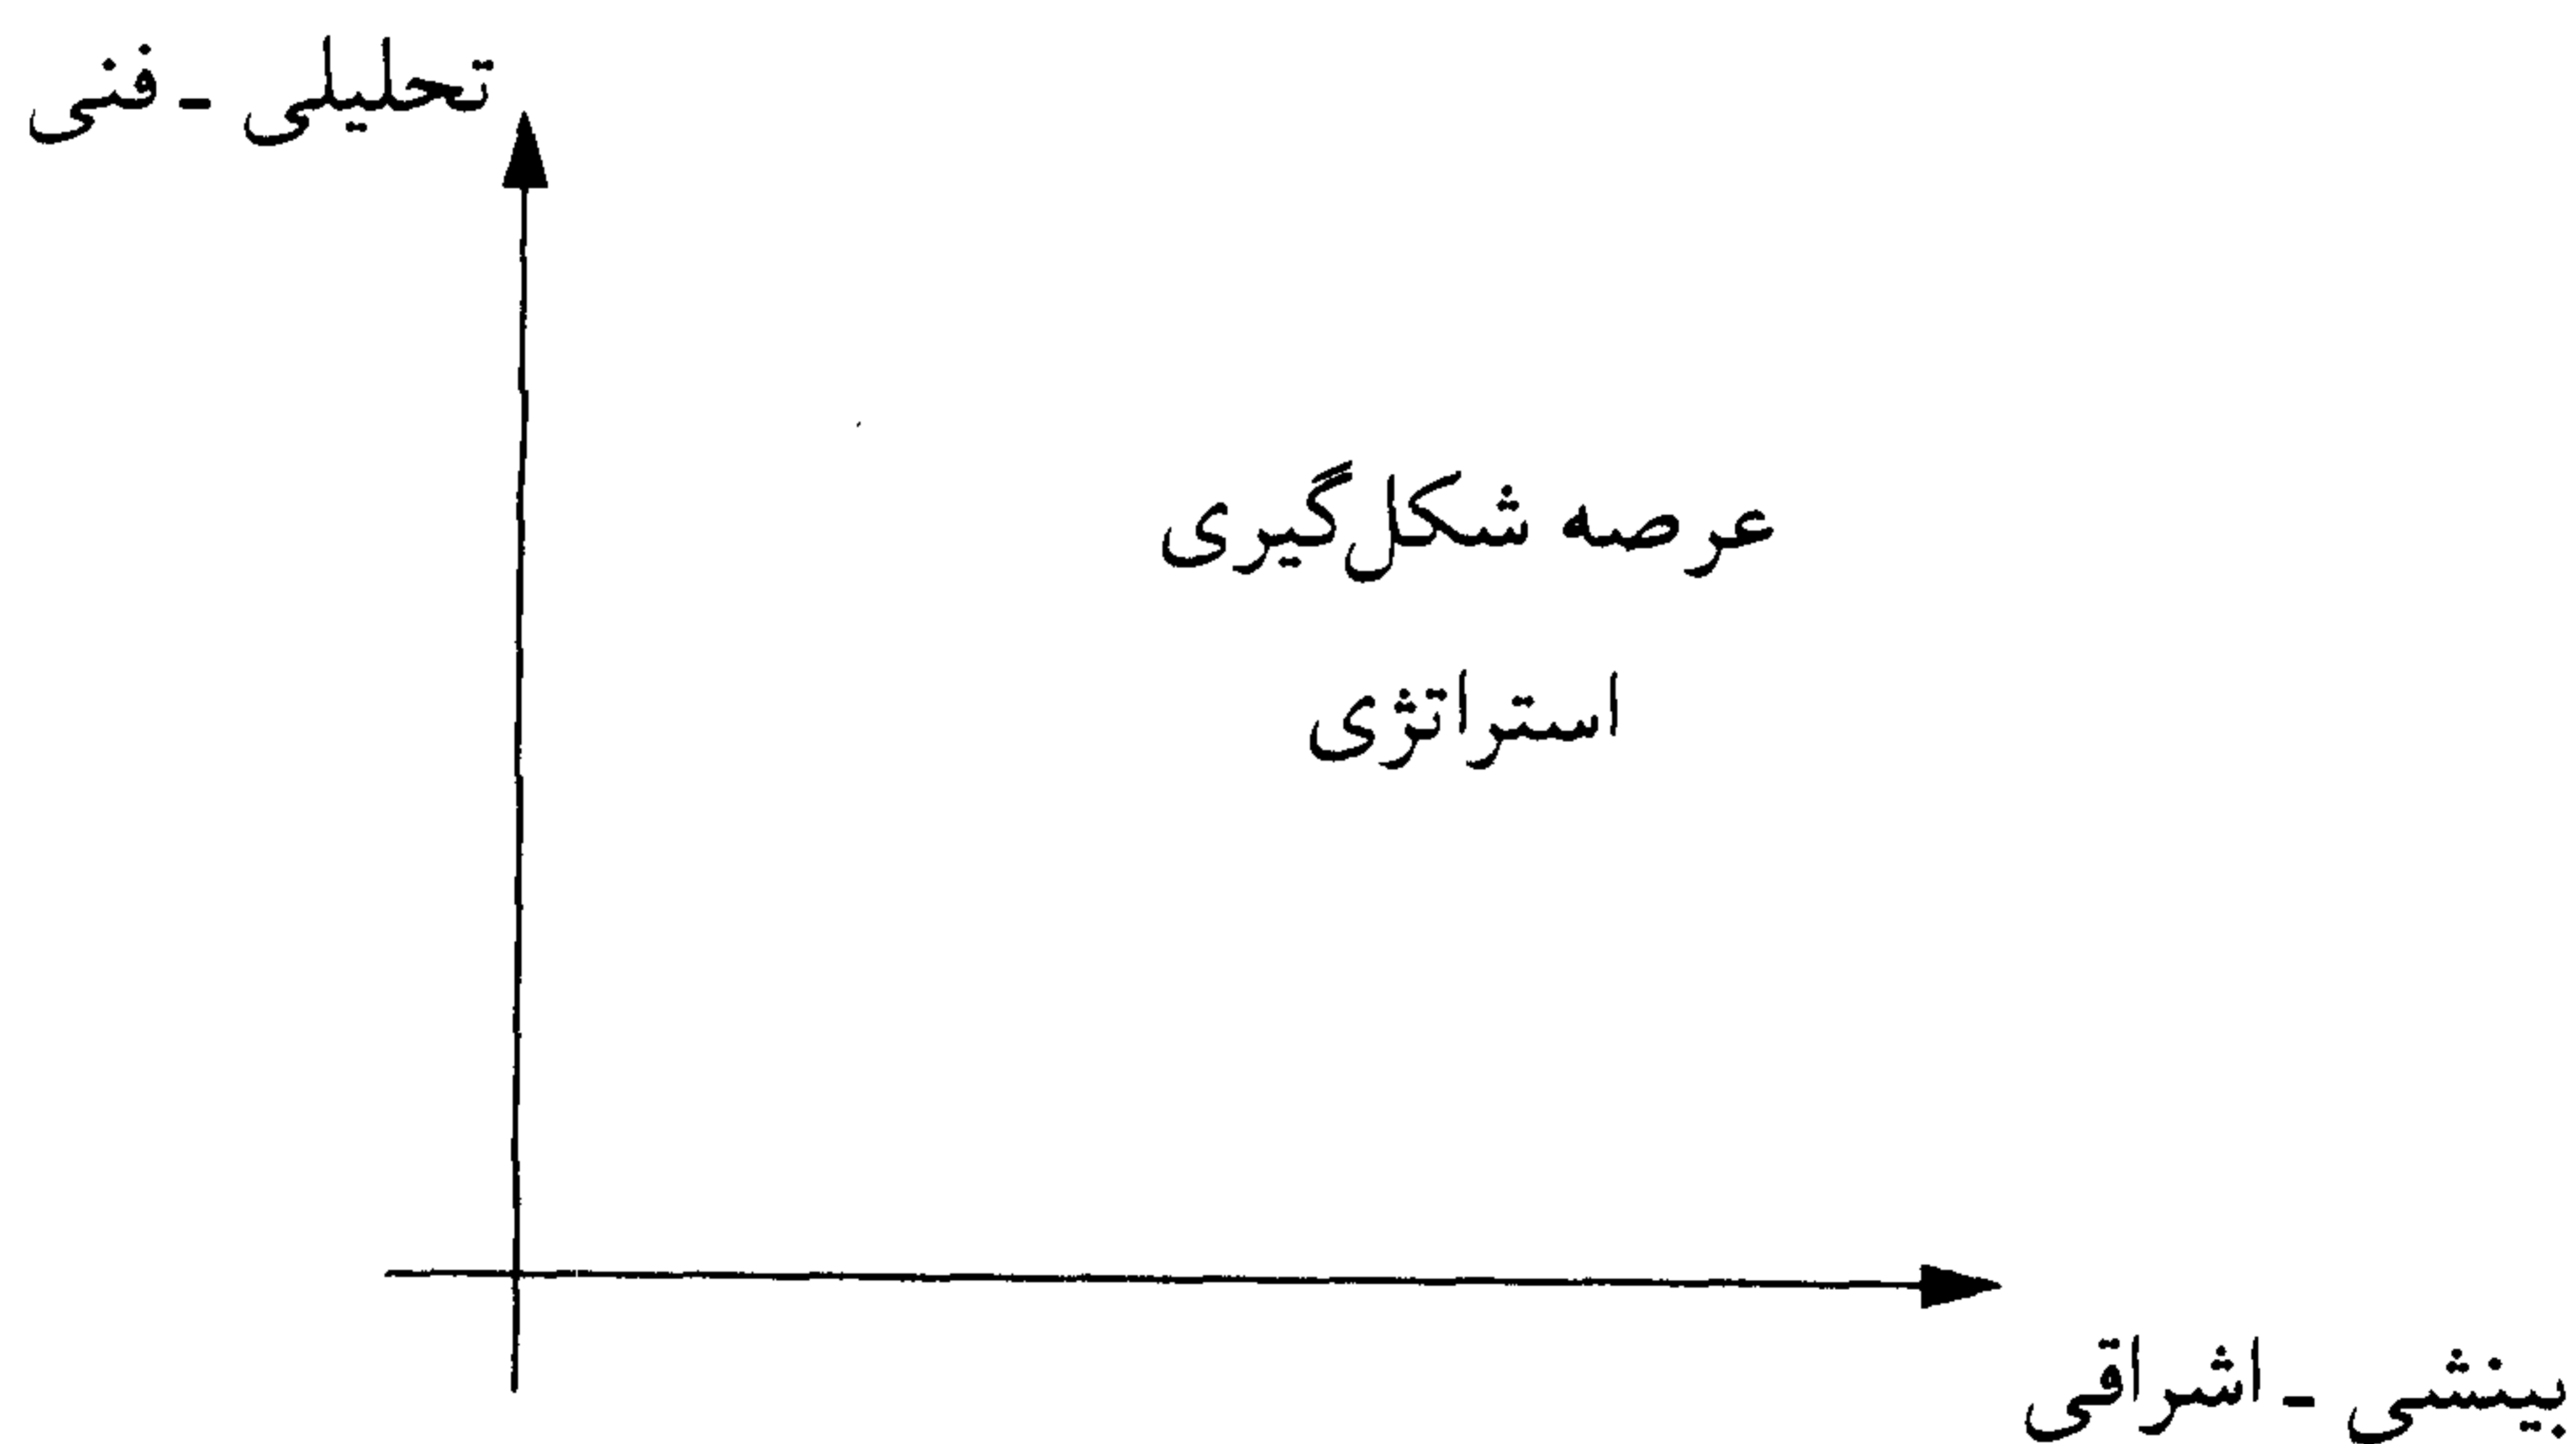 تحلیلی ـ فنی
عرصه شکل‌گیری
استراتژی
بینشی ـ اشراقی